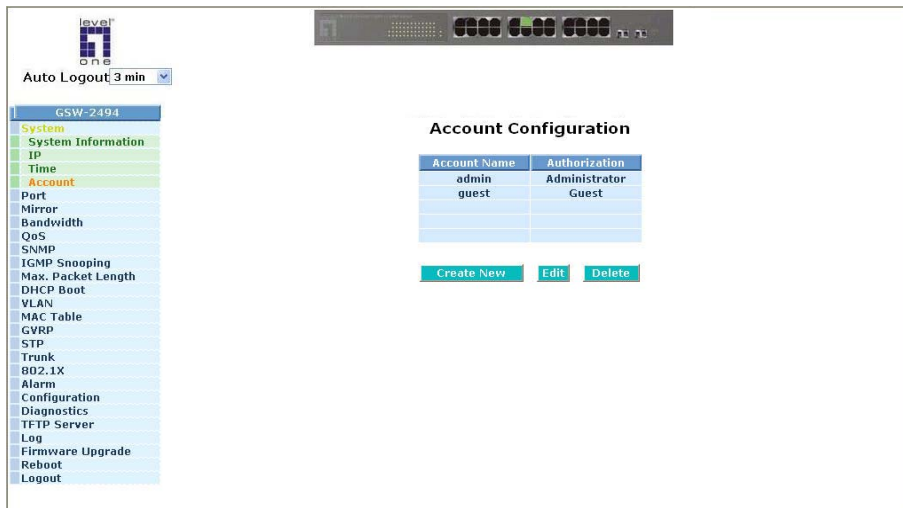 level
one
Auto Logout 3 min
GSW-2494
System
System Information
IP
Time
Account
Port
Mirror
Bandwidth
QoS
SNMP
IGMP Snooping
Max. Packet Length
DHCP Boot
VLAN
MAC Table
GVRP
STP
Trunk
802.1X
Alarm
Configuration
Diagnostics
TFTP Server
Log
Firmware Upgrade
Reboot
Logout
Account Configuration
Account Name Authorization
admin Administrator
guest Guest
Create New Edit Delete